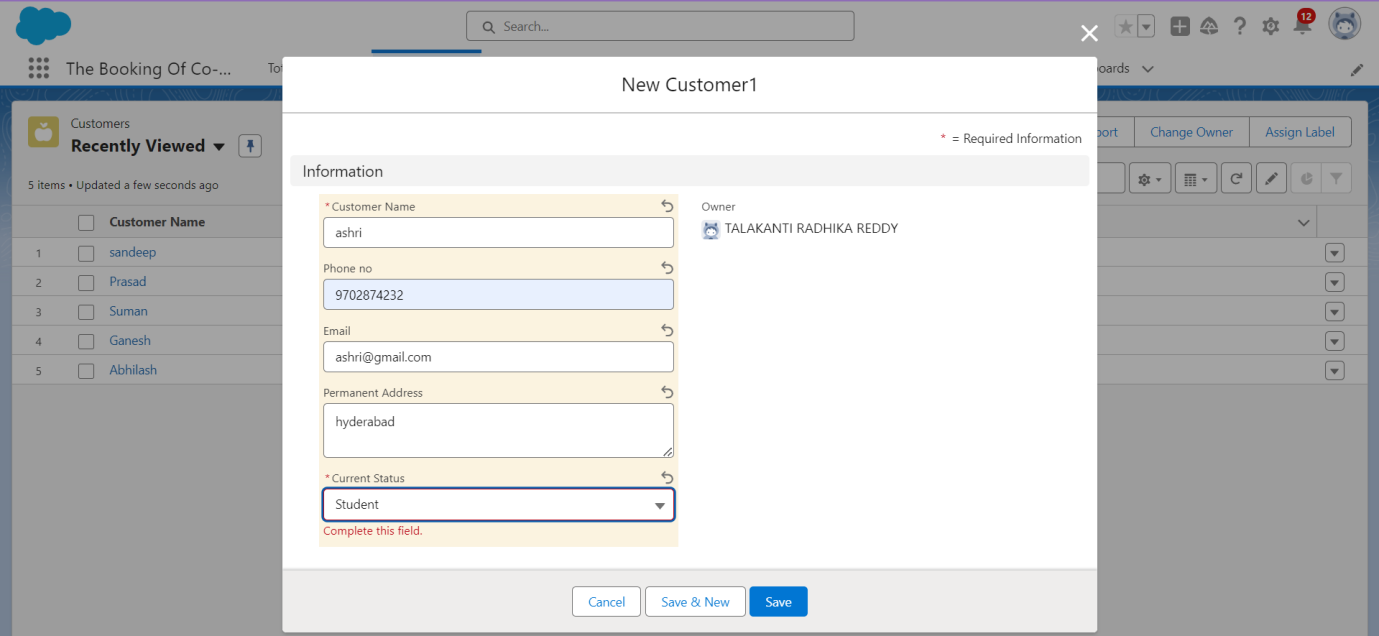 Search...
12
The Booking Of Co-...
Tot
oards
New Customer1
* = Required Information
Customers
Recently Viewed
port
Change Owner
Assign Label
5 items • Updated a few seconds ago
Information
Customer Name
1 sandeep
2 Prasad
3 Suman
4 Ganesh
5 Abhilash
* Customer Name
ashri
Owner
TALAKANTI RADHIKA REDDY
Phone no
9702874232
Email
ashri@gmail.com
Permanent Address
hyderabad
* Current Status
Student
Complete this field.
Cancel
Save & New
Save